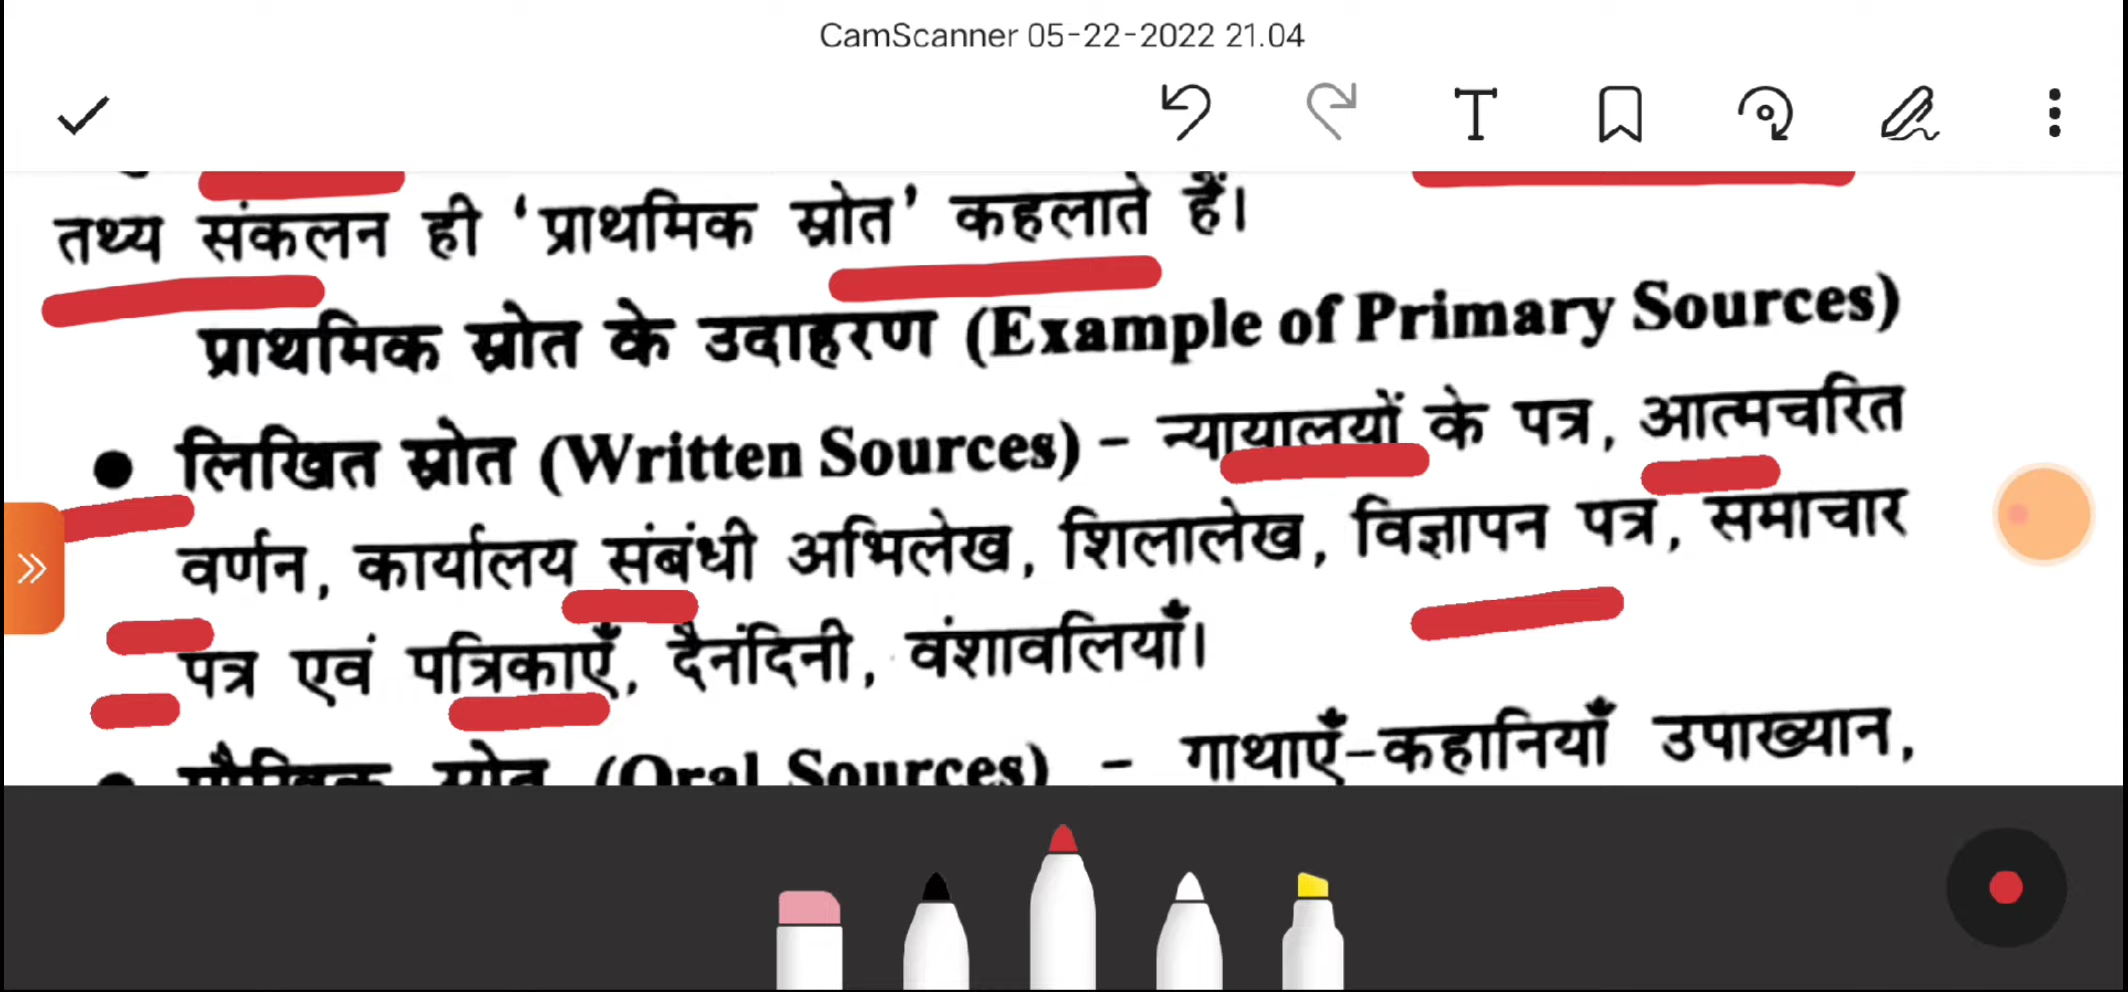 CamScanner 05-22-2022 21.04
तथ्य संकलन ही ‘प्राथमिक स्रोत’ कहलाते हैं।
प्राथमिक स्रोत के उदाहरण (Example of Primary Sources)
● लिखित स्रोत (Written Sources) – न्यायालयों के पत्र, आत्मचरित
वर्णन, कार्यालय संबंधी अभिलेख, शिलालेख, विज्ञापन पत्र, समाचार
पत्र एवं पत्रिकाएँ, दैनंदिनी, वंशावलियाँ।
● मौखिक स्रोत (Oral Sources) – गाथाएँ–कहानियाँ उपाख्यान,